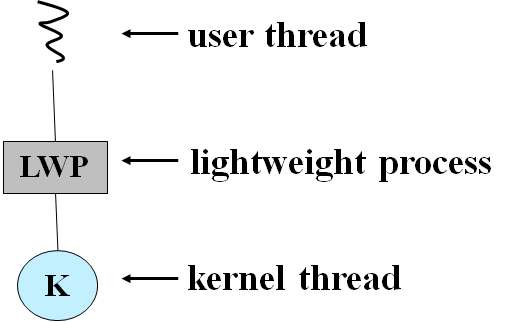 user thread
LWP
lightweight process
K
kernel thread